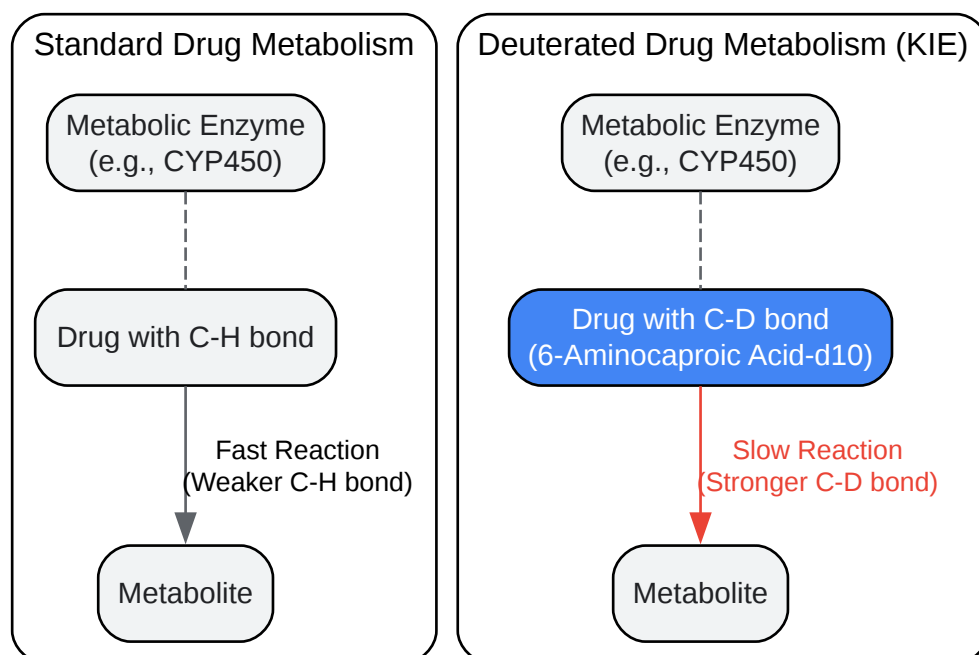 Standard Drug Metabolism
Metabolic Enzyme
(e.g., CYP450)
Drug with C-H bond
Fast Reaction
(Weaker C-H bond)
Metabolite
Deuterated Drug Metabolism (KIE)
Metabolic Enzyme
(e.g., CYP450)
Drug with C-D bond
(6-Aminocaproic Acid-d10)
Slow Reaction
(Stronger C-D bond)
Metabolite